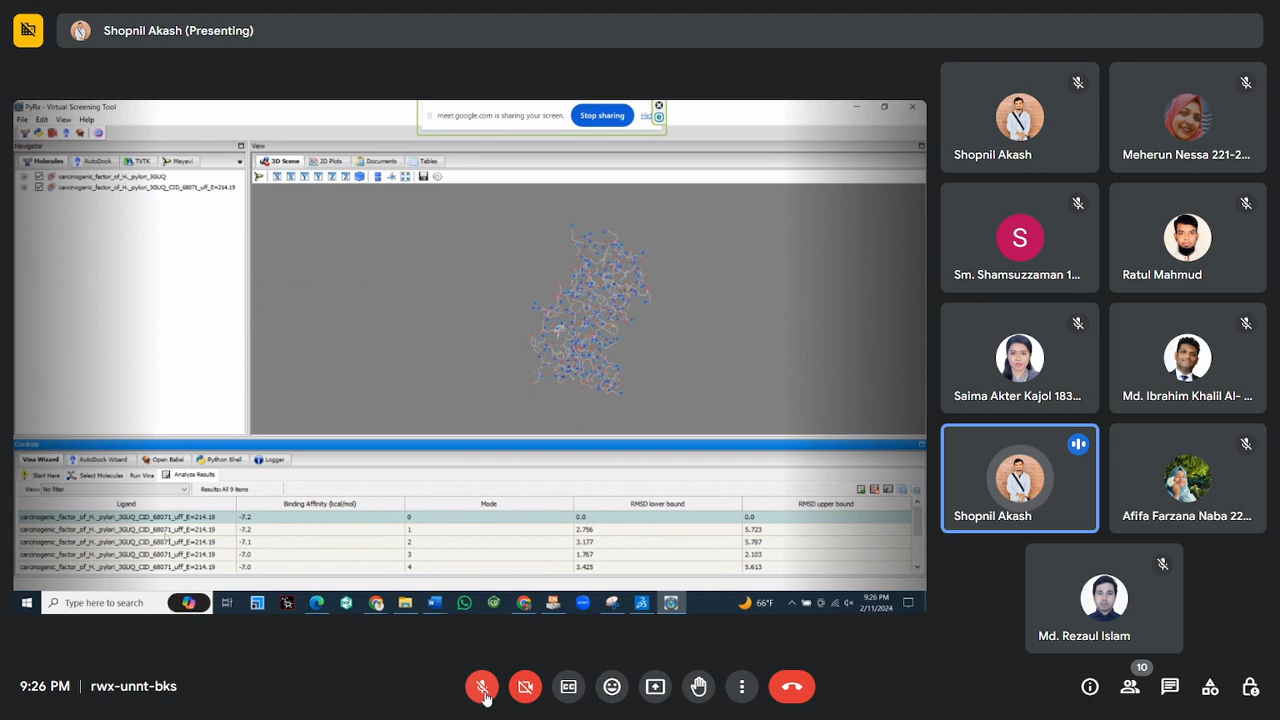 Shopnil Akash (Presenting)
PyRx - Virtual Screening Tool
meet.google.com is sharing your screen. Stop sharing Hid
File Edit View Help
Navigator View
Molecules AutoDock TVTK Mayavi
3D Scene 2D Plots Documents Tables
carcinogenic_factor_of_H._pylori_3GUQ
carcinogenic_factor_of_H._pylori_3GUQ_CID_68071_uff_E=214.19
Controls
Vina Wizard AutoDock Wizard Open Babel Python Shell Logger
Start Here Select Molecules Run Vina Analyze Results
View: No filter Results: All 9 items
Ligand Binding Affinity (kcal/mol) Mode RMSD lower bound RMSD upper bound
carcinogenic_factor_of_H._pylori_3GUQ_CID_68071_uff_E=214.19 -7.2 0 0.0 0.0
carcinogenic_factor_of_H._pylori_3GUQ_CID_68071_uff_E=214.19 -7.2 1 2.756 5.723
carcinogenic_factor_of_H._pylori_3GUQ_CID_68071_uff_E=214.19 -7.1 2 3.177 5.787
carcinogenic_factor_of_H._pylori_3GUQ_CID_68071_uff_E=214.19 -7.0 3 1.767 2.103
carcinogenic_factor_of_H._pylori_3GUQ_CID_68071_uff_E=214.19 -7.0 4 3.425 5.613
Type here to search
66°F
9:26 PM
2/11/2024
Shopnil Akash
Meherun Nessa 221-2...
S
Sm. Shamsuzzaman 1...
Ratul Mahmud
Saima Akter Kajol 183...
Md. Ibrahim Khalil Al- ...
Shopnil Akash
Afifa Farzana Naba 22...
Md. Rezaul Islam
9:26 PM | rwx-unnt-bks
10